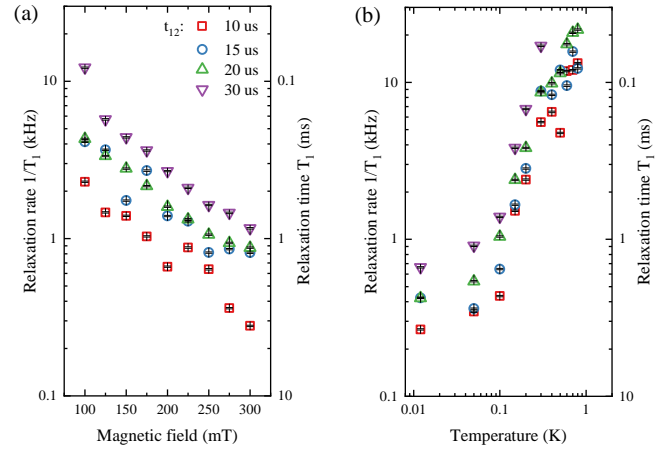 (a)
t₁₂:
10 us
15 us
20 us
30 us
10
1
0.1
Relaxation rate 1/T₁ (kHz)
0.1
1
10
Relaxation time T₁ (ms)
100 150 200 250 300
Magnetic field (mT)
(b)
10
1
0.1
Relaxation rate 1/T₁ (kHz)
0.1
1
10
Relaxation time T₁ (ms)
0.01 0.1 1
Temperature (K)